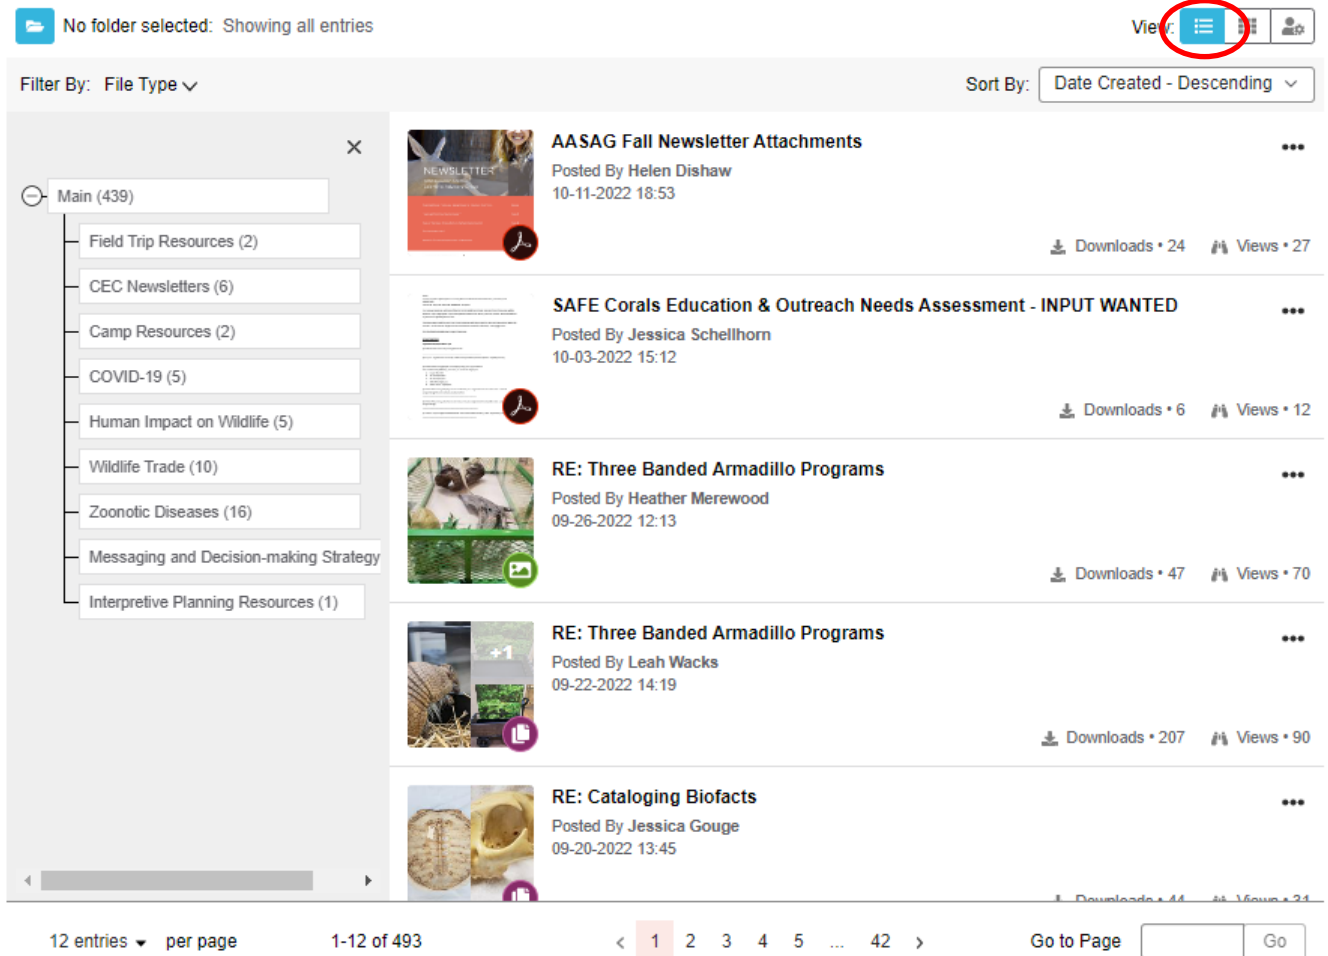 No folder selected: Showing all entries
View:
Filter By: File Type
Sort By: Date Created - Descending
Main (439)
Field Trip Resources (2)
CEC Newsletters (6)
Camp Resources (2)
COVID-19 (5)
Human Impact on Wildlife (5)
Wildlife Trade (10)
Zoonotic Diseases (16)
Messaging and Decision-making Strategy
Interpretive Planning Resources (1)
NEWSLETTER
AASAG Fall Newsletter Attachments
Posted By Helen Dishaw
10-11-2022 18:53
Downloads • 24 Views • 27
SAFE Corals Education & Outreach Needs Assessment - INPUT WANTED
Posted By Jessica Schellhorn
10-03-2022 15:12
Downloads • 6 Views • 12
RE: Three Banded Armadillo Programs
Posted By Heather Merewood
09-26-2022 12:13
Downloads • 47 Views • 70
+1
RE: Three Banded Armadillo Programs
Posted By Leah Wacks
09-22-2022 14:19
Downloads • 207 Views • 90
RE: Cataloging Biofacts
Posted By Jessica Gouge
09-20-2022 13:45
Downloads • 44 Views • 31
12 entries per page 1-12 of 493 < 1 2 3 4 5 ... 42 > Go to Page Go